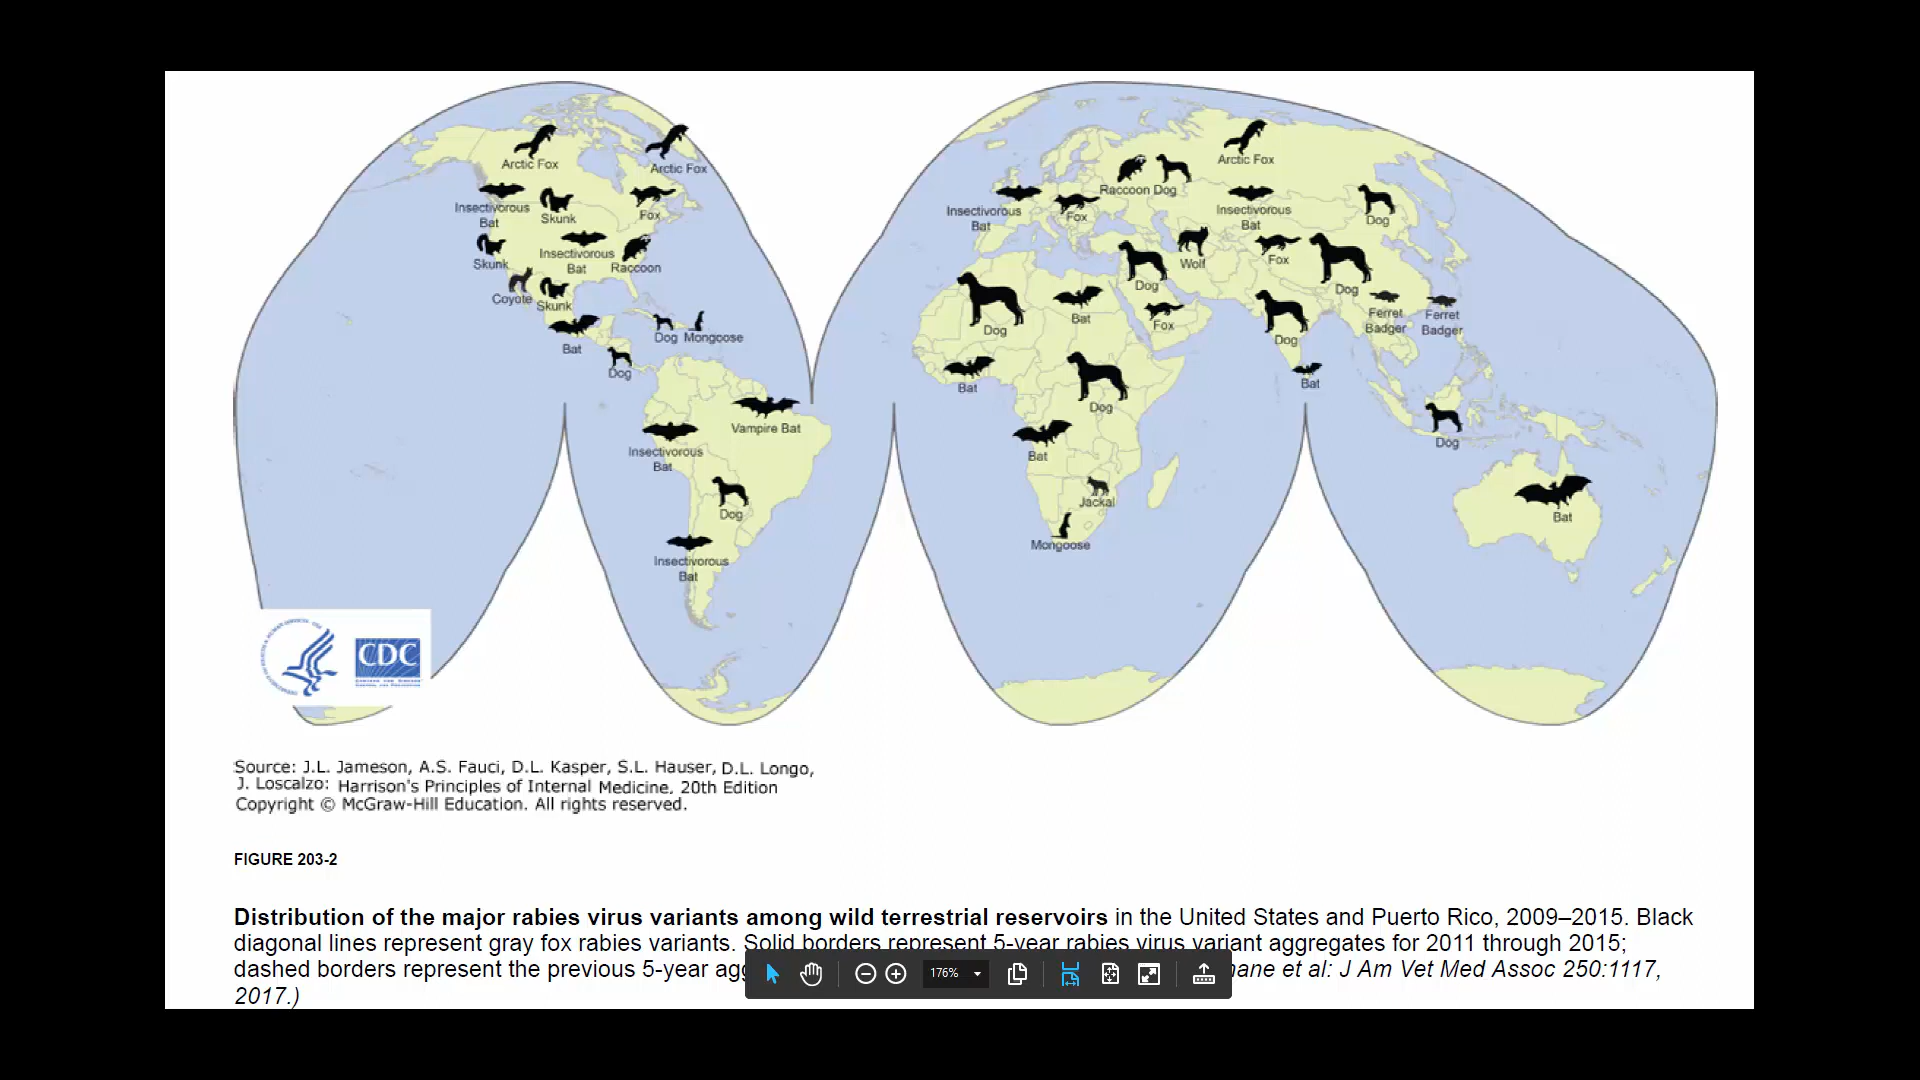 Arctic Fox
Arctic Fox
Arctic Fox
Raccoon Dog
Insectivorous
Bat
Skunk
Fox
Insectivorous
Bat
Fox
Insectivorous
Bat
Dog
Skunk
Insectivorous
Bat
Raccoon
Wolf
Fox
Dog
Dog
Coyote
Skunk
Dog
Bat
Fox
Dog
Ferret
Badger
Ferret
Badger
Dog
Mongoose
Bat
Dog
Bat
Bat
Dog
Vampire Bat
Dog
Insectivorous
Bat
Bat
Dog
Jackal
Dog
Bat
Mongoose
Insectivorous
Bat
CDC
Source: J.L. Jameson, A.S. Fauci, D.L. Kasper, S.L. Hauser, D.L. Longo,
J. Loscalzo: Harrison's Principles of Internal Medicine, 20th Edition
Copyright © McGraw-Hill Education. All rights reserved.
FIGURE 203-2
Distribution of the major rabies virus variants among wild terrestrial reservoirs in the United States and Puerto Rico, 2009–2015. Black
diagonal lines represent gray fox rabies variants. Solid borders represent 5-year rabies virus variant aggregates for 2011 through 2015;
dashed borders represent the previous 5-year et al: J Am Vet Med Assoc 250:1117,
2017.)
176%